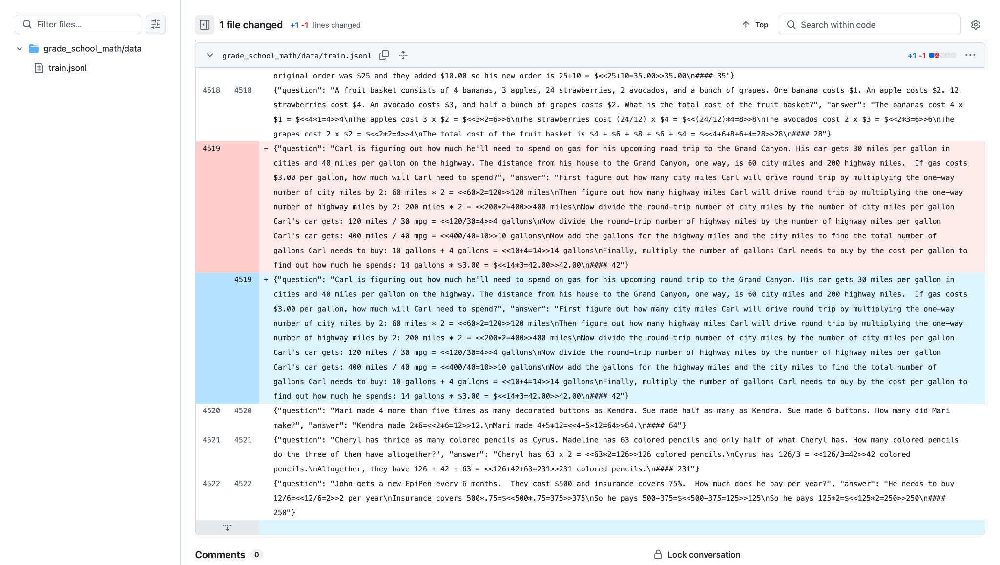 Filter files...
grade_school_math/data
train.jsonl
1 file changed +1 -1 lines changed
Top
Search within code
grade_school_math/data/train.jsonl
+1 -1
original order was $25 and they added $10.00 so his new order is 25+10 = $<<25+10=35.00>>35.00\n#### 35"}
4518 4518 {"question": "A fruit basket consists of 4 bananas, 3 apples, 24 strawberries, 2 avocados, and a bunch of grapes. One banana costs $1. An apple costs $2. 12
strawberries cost $4. An avocado costs $3, and half a bunch of grapes costs $2. What is the total cost of the fruit basket?", "answer": "The bananas cost 4 x
$1 = $<<4*1=4>>4\nThe apples cost 3 x $2 = $<<3*2=6>>6\nThe strawberries cost (24/12) x $4 = $<<(24/12)*4=8>>8\nThe avocados cost 2 x $3 = $<<2*3=6>>6\nThe
grapes cost 2 x $2 = $<<2*2=4>>4\nThe total cost of the fruit basket is $4 + $6 + $8 + $6 + $4 = $<<4+6+8+6+4=28>>28\n#### 28"}
4519 - {"question": "Carl is figuring out how much he'll need to spend on gas for his upcoming road trip to the Grand Canyon. His car gets 30 miles per gallon in
cities and 40 miles per gallon on the highway. The distance from his house to the Grand Canyon, one way, is 60 city miles and 200 highway miles.  If gas costs
$3.00 per gallon, how much will Carl need to spend?", "answer": "First figure out how many city miles Carl will drive round trip by multiplying the one-way
number of city miles by 2: 60 miles * 2 = <<60*2=120>>120 miles\nThen figure out how many highway miles Carl will drive round trip by multiplying the one-way
number of highway miles by 2: 200 miles * 2 = <<200*2=400>>400 miles\nNow divide the round-trip number of city miles by the number of city miles per gallon
Carl's car gets: 120 miles / 30 mpg = <<120/30=4>>4 gallons\nNow divide the round-trip number of highway miles by the number of highway miles per gallon
Carl's car gets: 400 miles / 40 mpg = <<400/40=10>>10 gallons\nNow add the gallons for the highway miles and the city miles to find the total number of
gallons Carl needs to buy: 10 gallons + 4 gallons = <<10+4=14>>14 gallons\nFinally, multiply the number of gallons Carl needs to buy by the cost per gallon to
find out how much he spends: 14 gallons * $3.00 = $<<14*3=42.00>>42.00\n#### 42"}
4519 + {"question": "Carl is figuring out how much he'll need to spend on gas for his upcoming round trip to the Grand Canyon. His car gets 30 miles per gallon in
cities and 40 miles per gallon on the highway. The distance from his house to the Grand Canyon, one way, is 60 city miles and 200 highway miles.  If gas costs
$3.00 per gallon, how much will Carl need to spend?", "answer": "First figure out how many city miles Carl will drive round trip by multiplying the one-way
number of city miles by 2: 60 miles * 2 = <<60*2=120>>120 miles\nThen figure out how many highway miles Carl will drive round trip by multiplying the one-way
number of highway miles by 2: 200 miles * 2 = <<200*2=400>>400 miles\nNow divide the round-trip number of city miles by the number of city miles per gallon
Carl's car gets: 120 miles / 30 mpg = <<120/30=4>>4 gallons\nNow divide the round-trip number of highway miles by the number of highway miles per gallon
Carl's car gets: 400 miles / 40 mpg = <<400/40=10>>10 gallons\nNow add the gallons for the highway miles and the city miles to find the total number of
gallons Carl needs to buy: 10 gallons + 4 gallons = <<10+4=14>>14 gallons\nFinally, multiply the number of gallons Carl needs to buy by the cost per gallon to
find out how much he spends: 14 gallons * $3.00 = $<<14*3=42.00>>42.00\n#### 42"}
4520 4520 {"question": "Mari made 4 more than five times as many decorated buttons as Kendra. Sue made half as many as Kendra. Sue made 6 buttons. How many did Mari
make?", "answer": "Kendra made 2*6=<<2*6=12>>12.\nMari made 4+5*12=<<4+5*12=64>>64.\n#### 64"}
4521 4521 {"question": "Cheryl has thrice as many colored pencils as Cyrus. Madeline has 63 colored pencils and only half of what Cheryl has. How many colored pencils
do the three of them have altogether?", "answer": "Cheryl has 63 x 2 = <<63*2=126>>126 colored pencils.\nCyrus has 126/3 = <<126/3=42>>42 colored
pencils.\nAltogether, they have 126 + 42 + 63 = <<126+42+63=231>>231 colored pencils.\n#### 231"}
4522 4522 {"question": "John gets a new EpiPen every 6 months.  They cost $500 and insurance covers 75%.  How much does he pay per year?", "answer": "He needs to buy
12/6=<<12/6=2>>2 per year\nInsurance covers 500*.75=$<<500*.75=375>>375\nSo he pays 500-375=$<<500-375=125>>125\nSo he pays 125*2=$<<125*2=250>>250\n####
250"}
Comments 0
Lock conversation